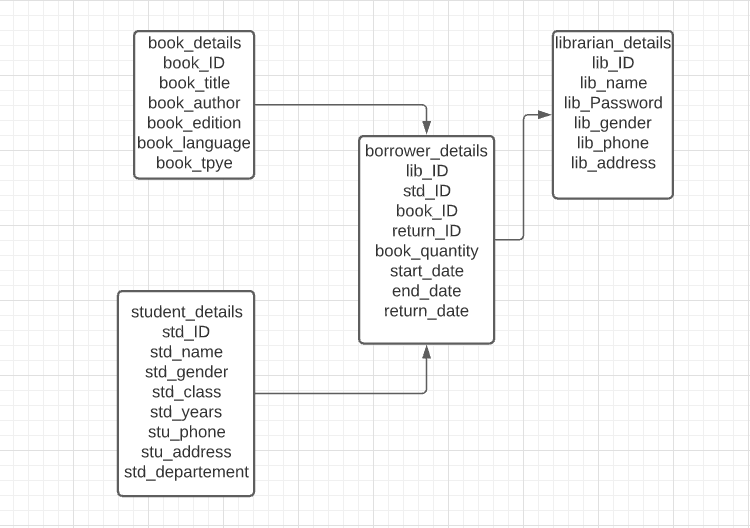 book_details
book_ID
book_title
book_author
book_edition
book_language
book_tpye
librarian_details
lib_ID
lib_name
lib_Password
lib_gender
lib_phone
lib_address
borrower_details
lib_ID
std_ID
book_ID
return_ID
book_quantity
start_date
end_date
return_date
student_details
std_ID
std_name
std_gender
std_class
std_years
stu_phone
stu_address
std_departement